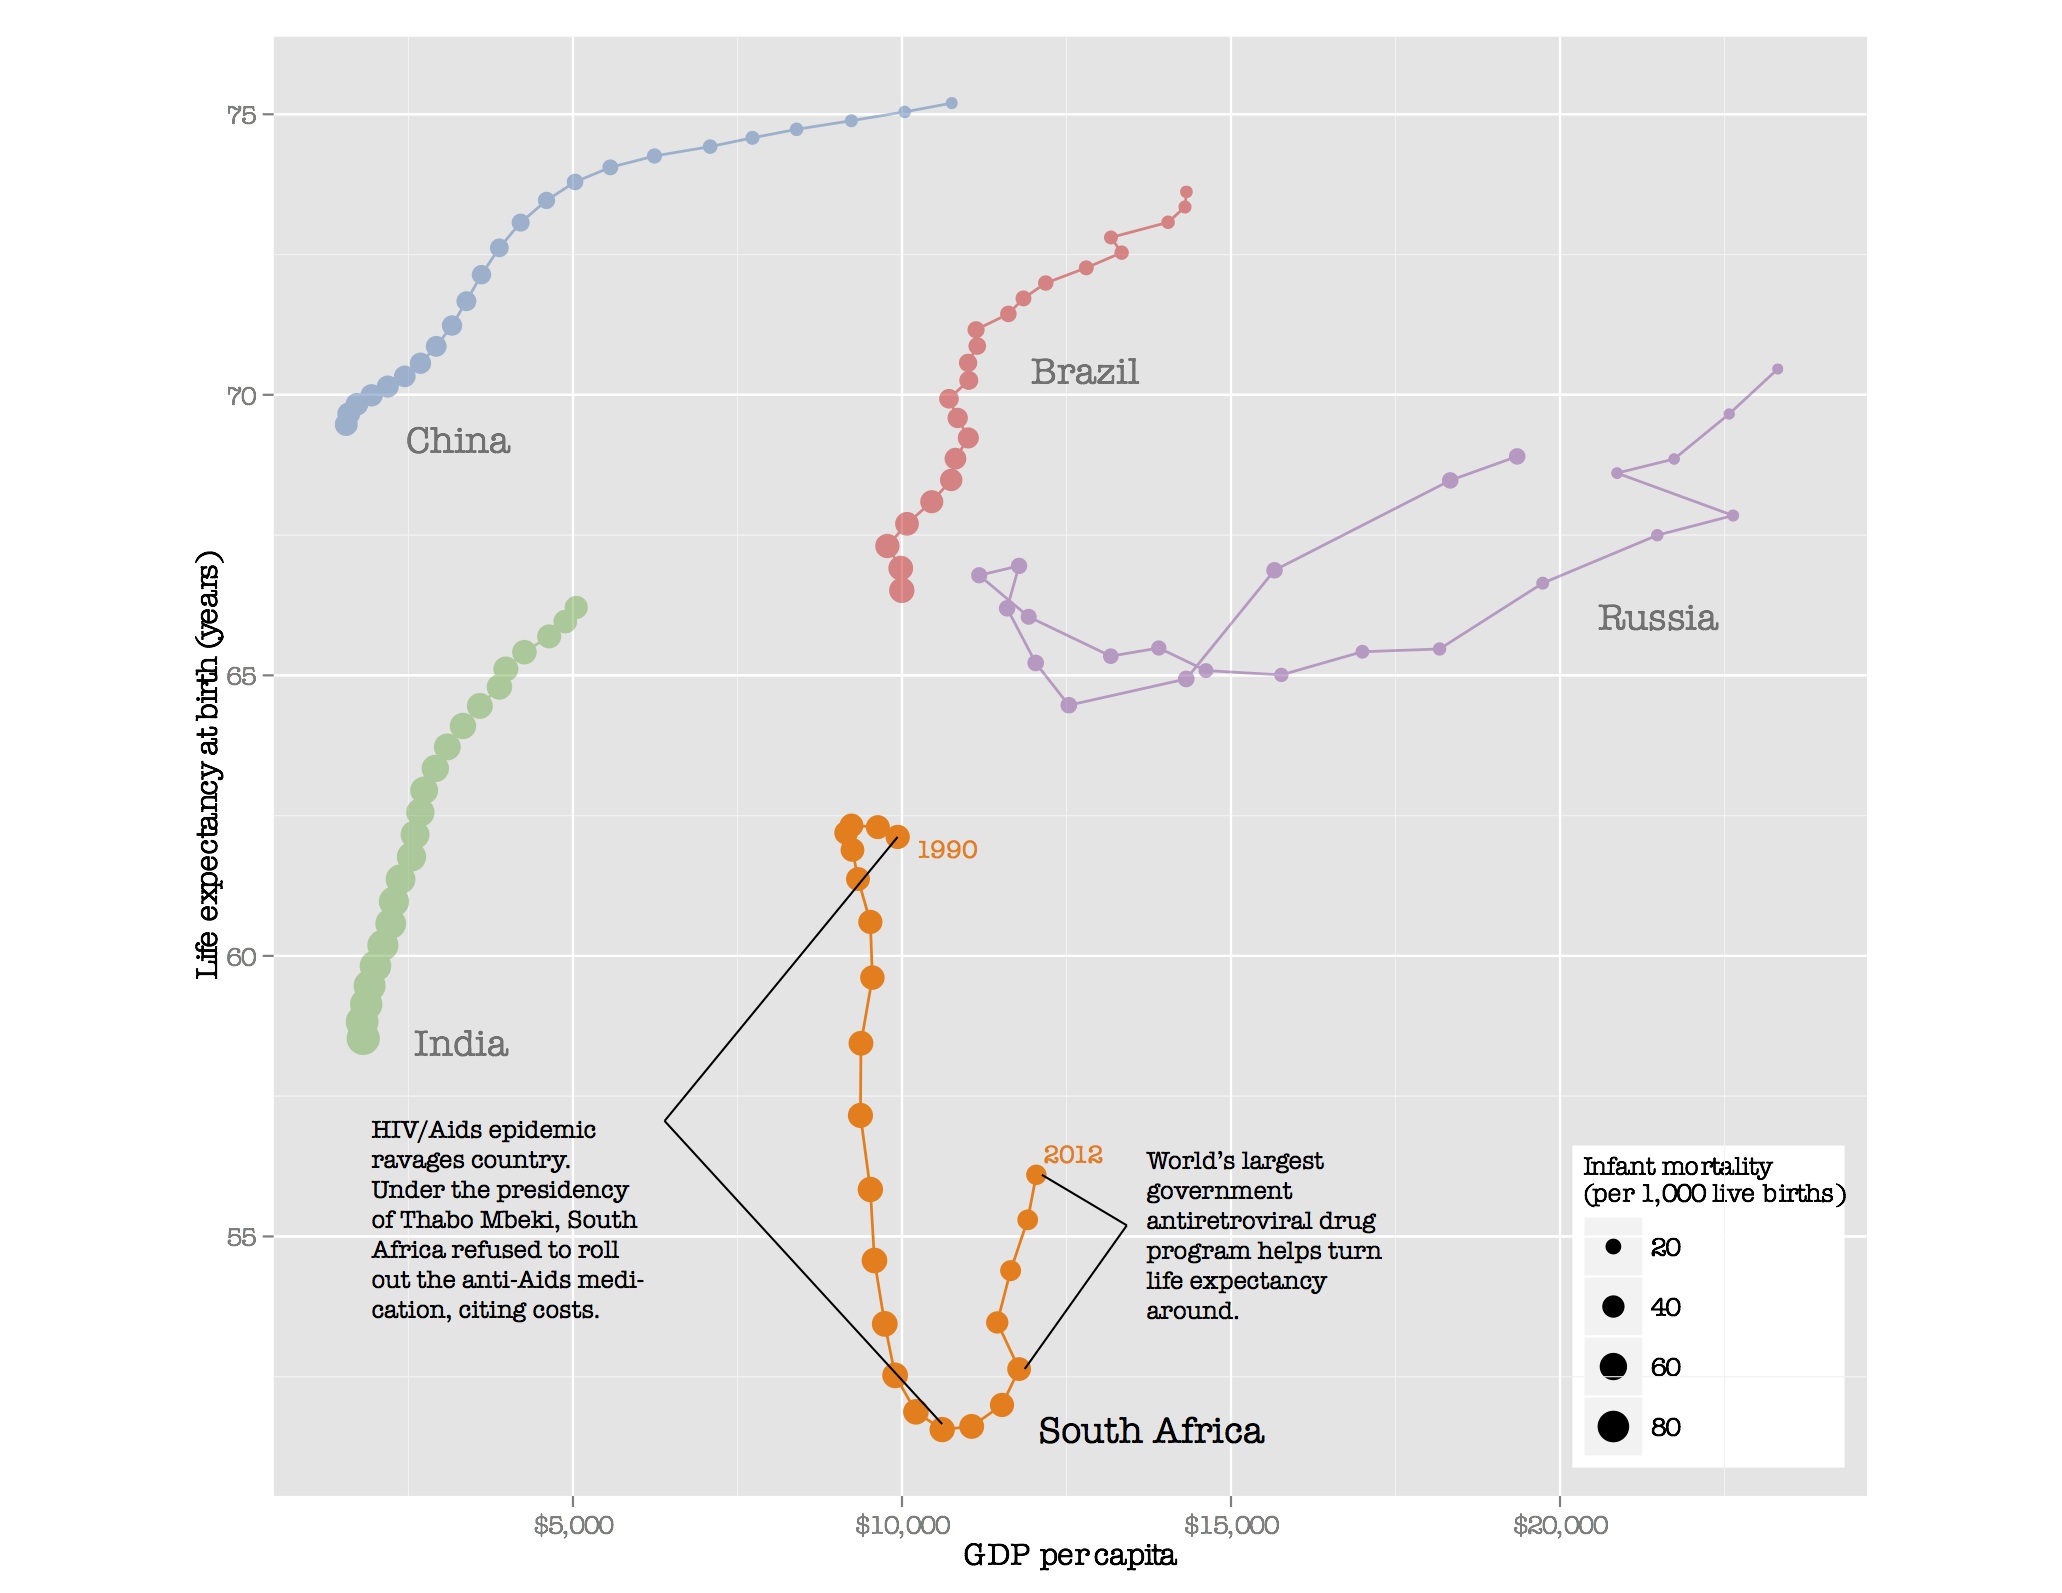 75
70
65
60
55
Life expectancy at birth (years)
China
Brazil
Russia
India
1990
HIV/Aids epidemic
ravages country.
Under the presidency
of Thabo Mbeki, South
Africa refused to roll
out the anti-Aids medi-
cation, citing costs.
2012
World's largest
government
antiretroviral drug
program helps turn
life expectancy
around.
South Africa
Infant mortality
(per 1,000 live births)
20
40
60
80
$5,000
$10,000
$15,000
$20,000
GDP per capita